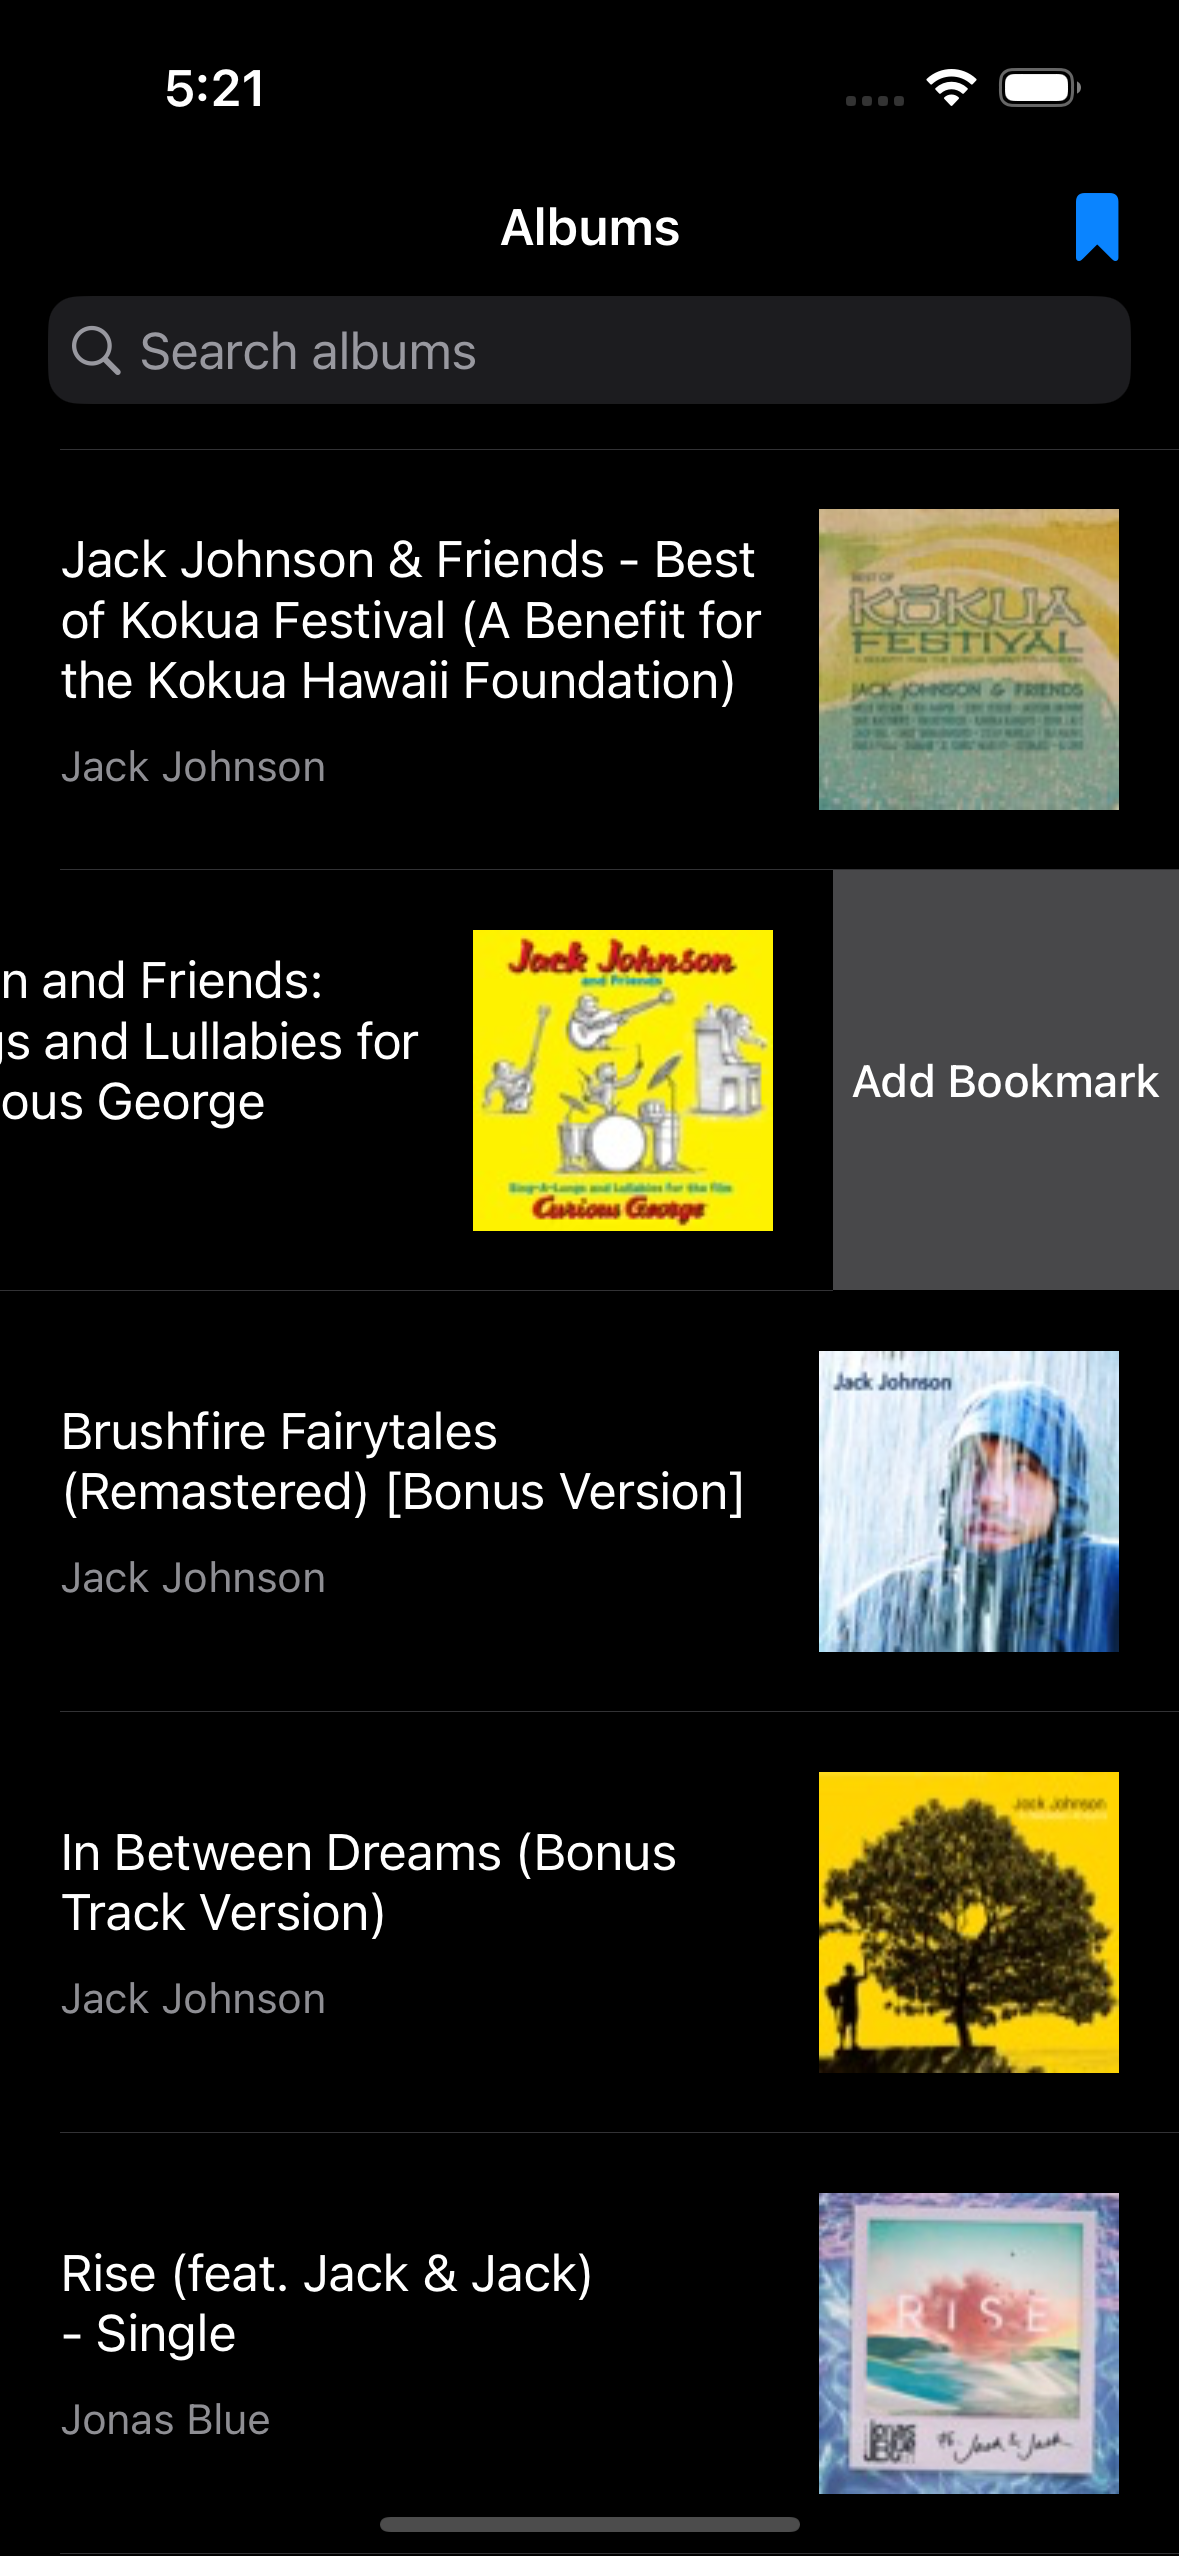 5:21
Albums
Search albums
Jack Johnson & Friends - Best
of Kokua Festival (A Benefit for
the Kokua Hawaii Foundation)
Jack Johnson
BEST OF
KŌKUA
FESTIVAL
JACK JOHNSON & FRIENDS
n and Friends:
gs and Lullabies for
ous George
Jack Johnson
and Friends
Sing-A-Longs and Lullabies for the film
Curious George
Add Bookmark
Brushfire Fairytales
(Remastered) [Bonus Version]
Jack Johnson
Jack Johnson
In Between Dreams (Bonus
Track Version)
Jack Johnson
Jack Johnson
Rise (feat. Jack & Jack)
- Single
Jonas Blue
RISE
Jonas
Blue
ft. Jack & Jack